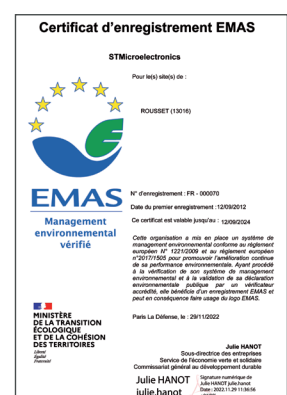 Certificat d'enregistrement EMAS
STMicroelectronics
Pour le(s) site(s) de :
ROUSSET (13016)
EMAS
Management
environnemental
vérifié
N° d'enregistrement : FR - 000070
Date du premier enregistrement :12/09/2012
Ce certificat est valable jusqu'au : 12/09/2024
Cette organisation a mis en place un système de
management environnemental conforme au règlement
européen N° 1221/2009 et au règlement européen
n°2017/1505 pour promouvoir l'amélioration continue
de sa performance environnementale. Ayant procédé
à la vérification de son système de management
environnemental et à la validation de sa déclaration
environnementale publique par un vérificateur
accrédité, elle bénéficie d'un enregistrement EMAS et
peut en conséquence faire usage du logo EMAS.
MINISTÈRE
DE LA TRANSITION
ÉCOLOGIQUE
ET DE LA COHÉSION
DES TERRITOIRES
Liberté
Égalité
Fraternité
Paris La Défense, le : 29/11/2022
Julie HANOT
Sous-directrice des entreprises
Service de l'économie verte et solidaire
Commissariat général au développement durable
Julie HANOT
julie.hanot
Signature numérique de
Julie HANOT julie.hanot
Date : 2022.11.29 11:36:56